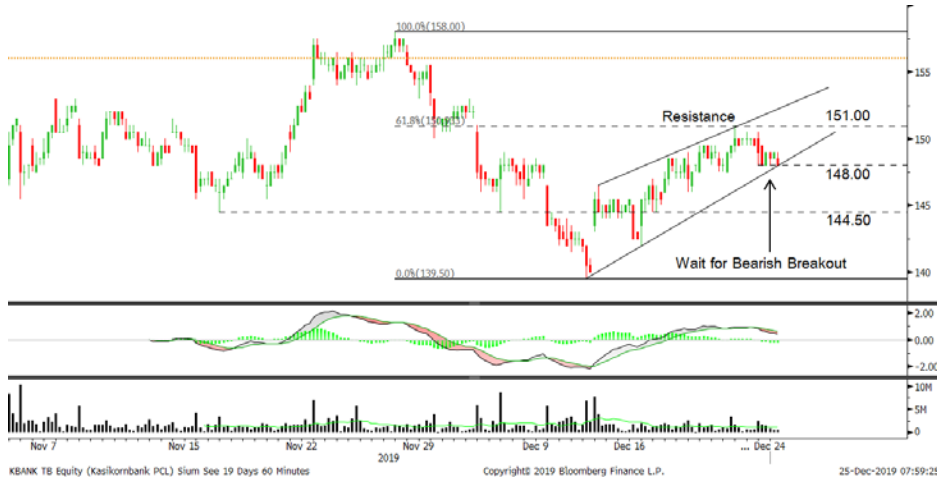 100.0%(158.00)
155
61.8%(150.933)
Resistance
151.00
150
148.00
145
144.50
Wait for Bearish Breakout
0.0%(139.50)
140
2.00
0.00
-2.00
10M
5M
0
Nov 7 Nov 15 Nov 22 Nov 29 Dec 9 Dec 16 ... Dec 24
2019
KBANK TB Equity (Kasikornbank PCL) Sium See 19 Days 60 Minutes Copyright© 2019 Bloomberg Finance L.P. 25-Dec-2019 07:59:25